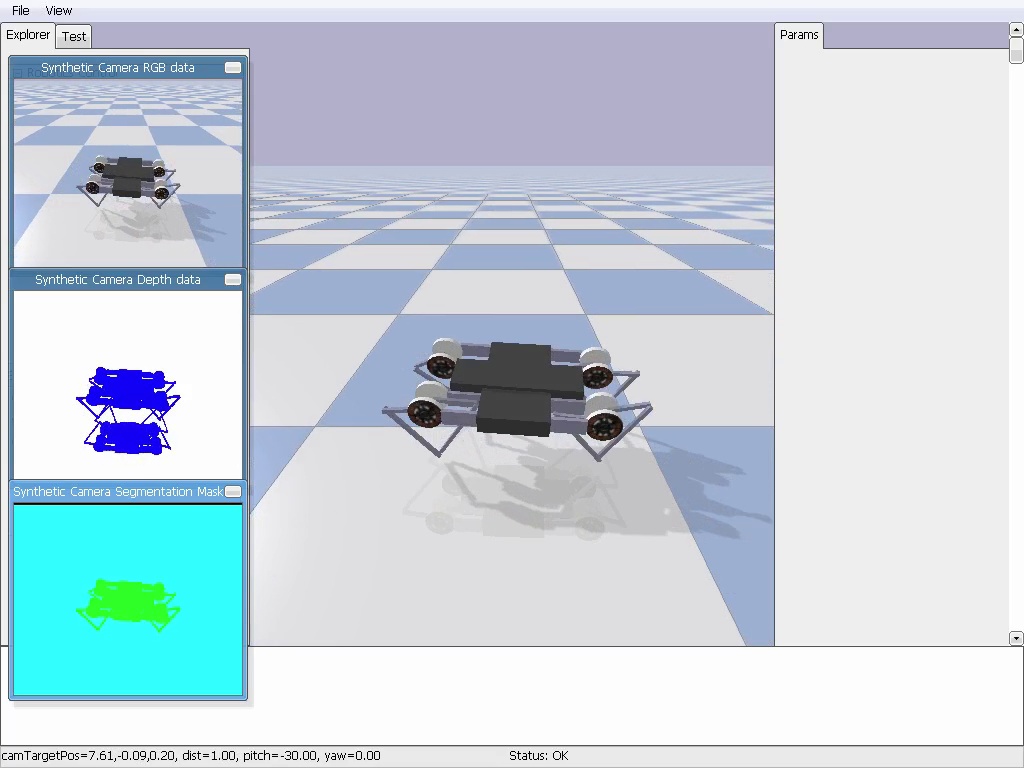 File View
Explorer Test
Params
Synthetic Camera RGB data
Synthetic Camera Depth data
Synthetic Camera Segmentation Mask
camTargetPos=7.61,-0.09,0.20, dist=1.00, pitch=-30.00, yaw=0.00
Status: OK